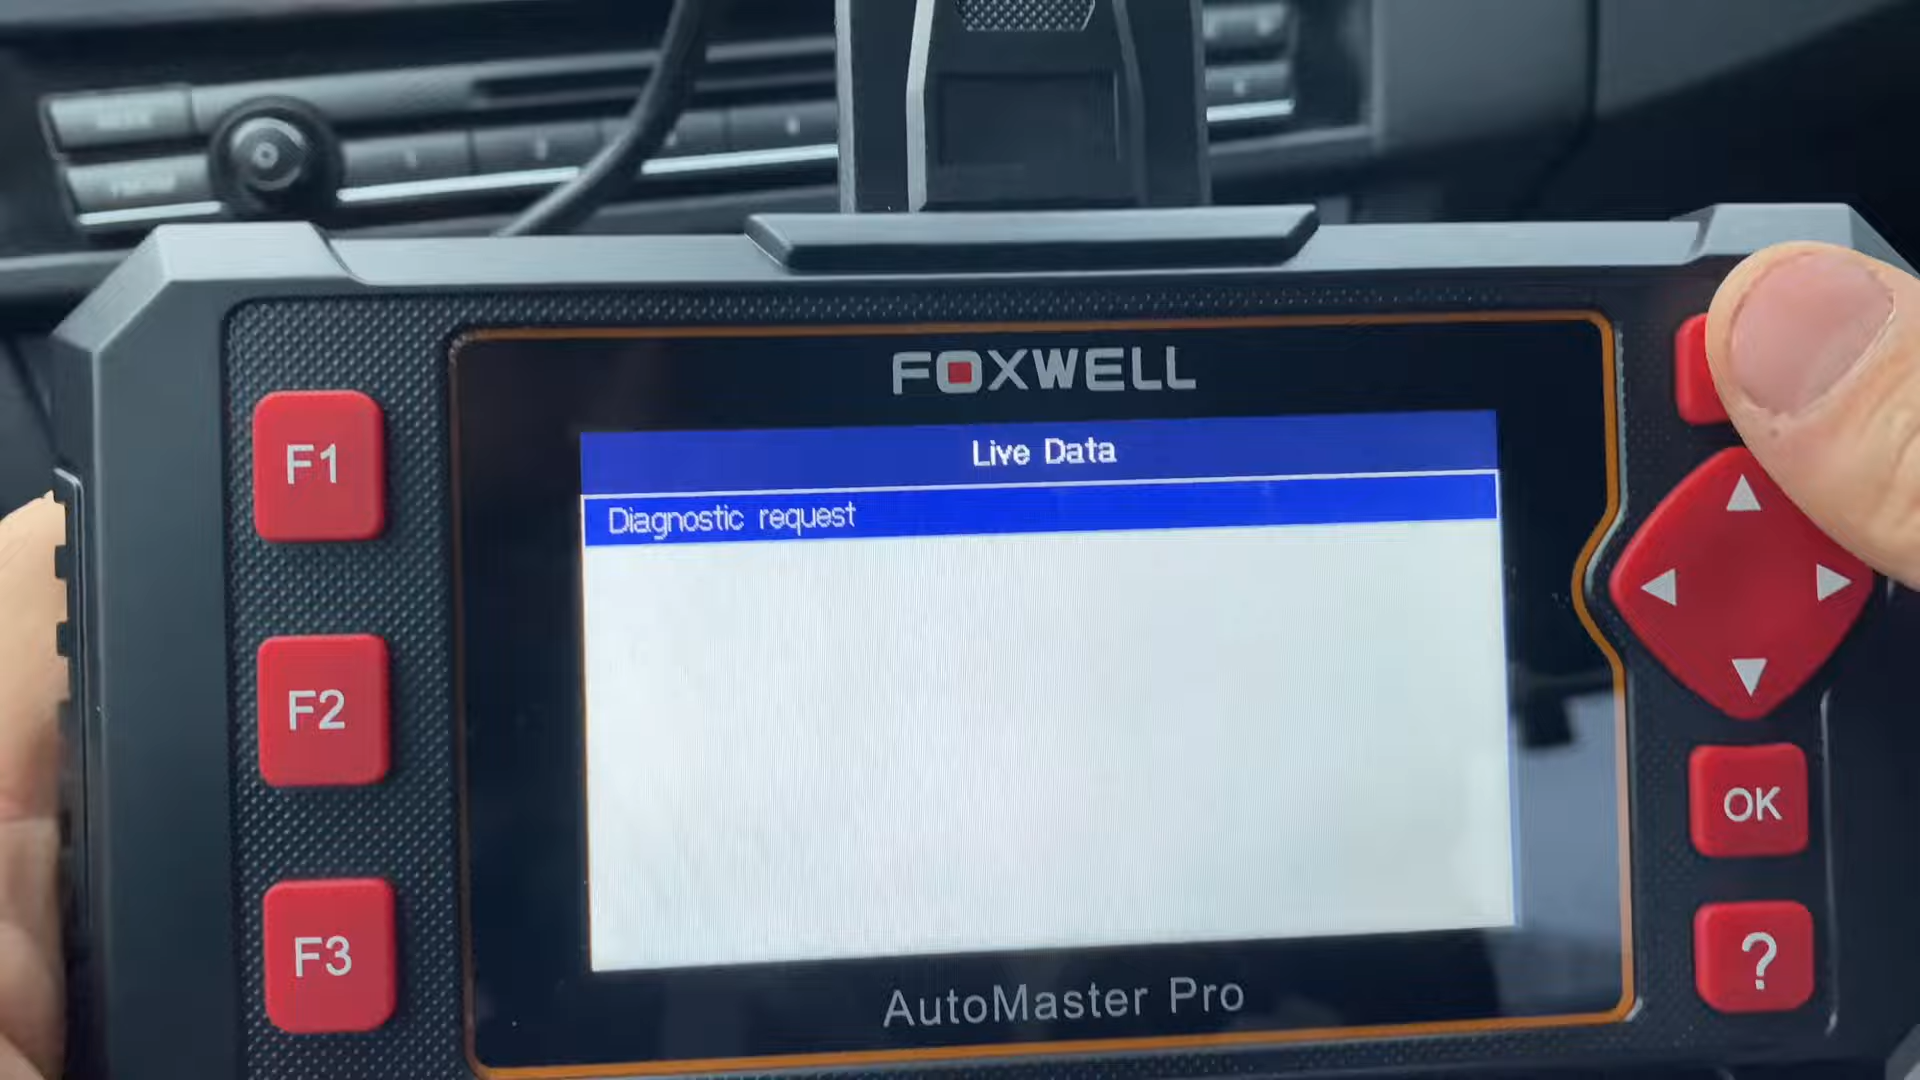 FOXWELL
Live Data
Diagnostic request
F1
F2
F3
OK
?
AutoMaster Pro